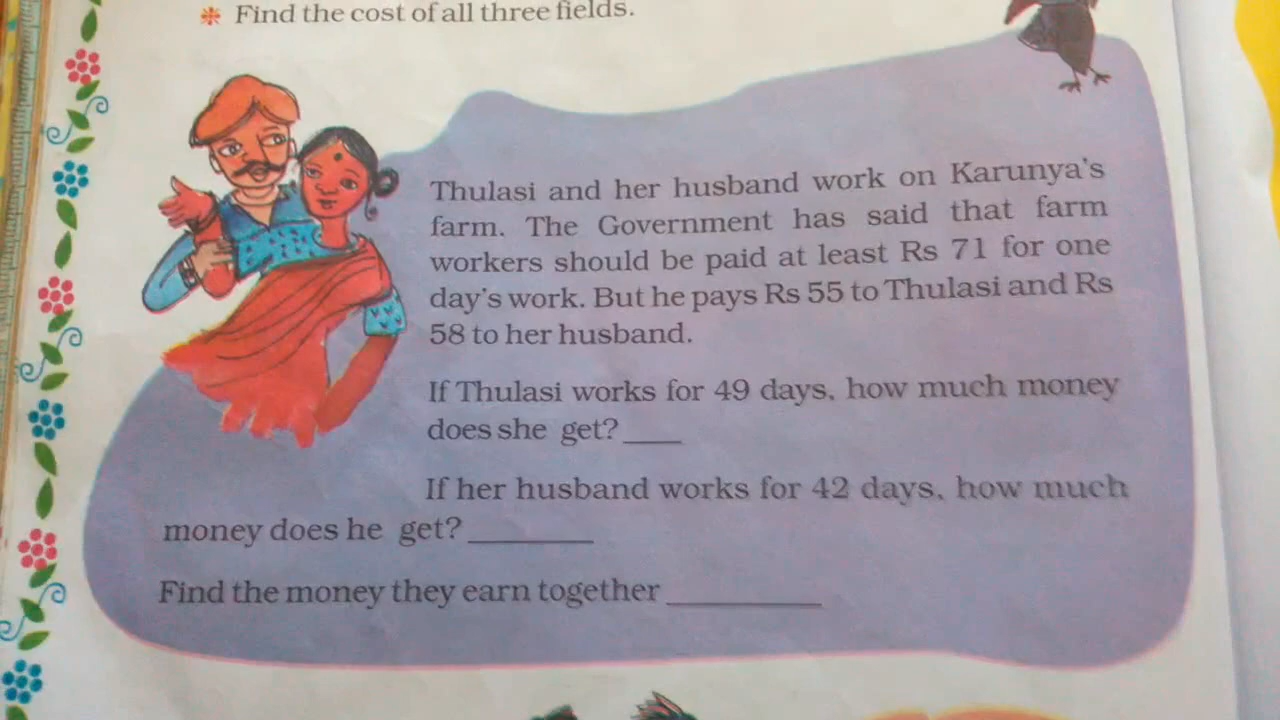 Find the cost of all three fields.
Thulasi and her husband work on Karunya's
farm. The Government has said that farm
workers should be paid at least Rs 71 for one
day's work. But he pays Rs 55 to Thulasi and Rs
58 to her husband.
If Thulasi works for 49 days, how much money
does she get? ____
If her husband works for 42 days, how much
money does he get? ________
Find the money they earn together __________